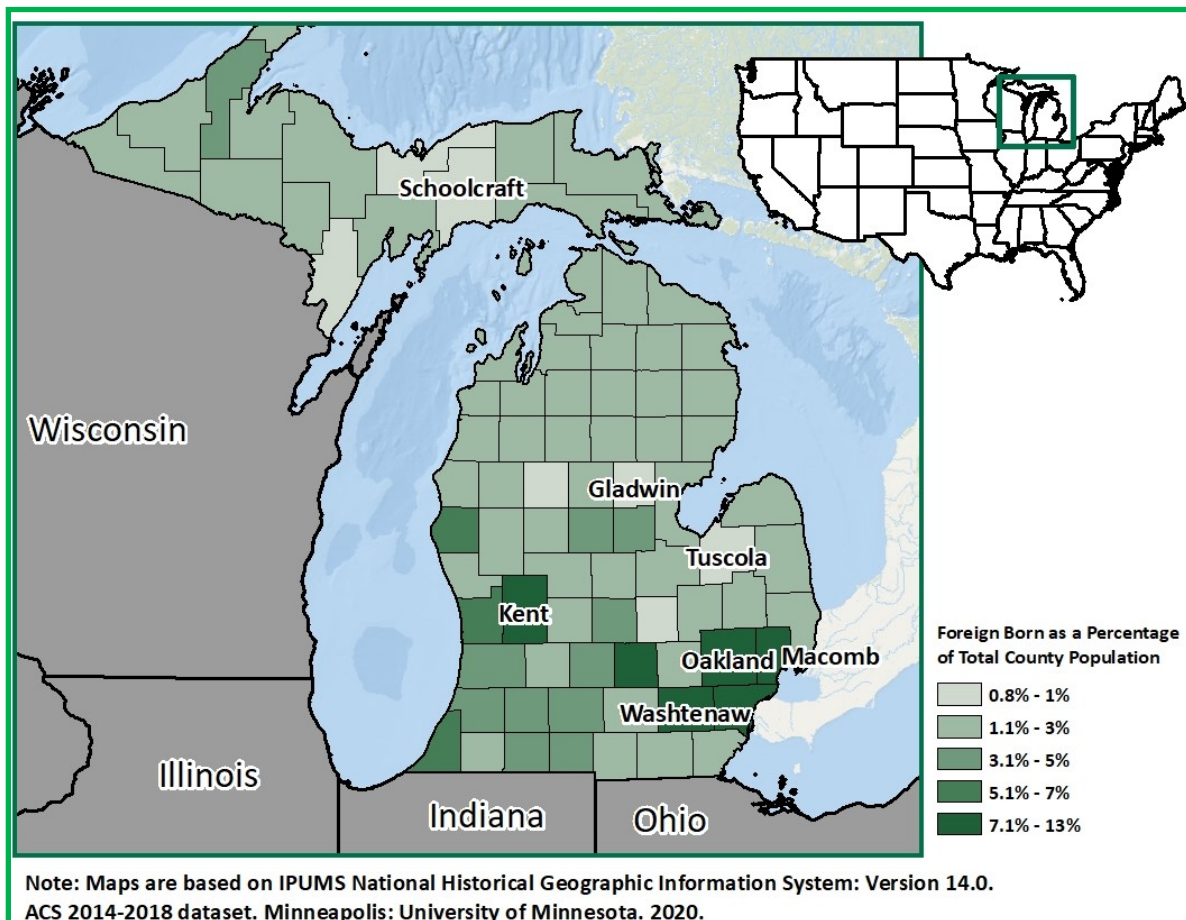 Schoolcraft
Wisconsin
Gladwin
Tuscola
Kent
Oakland
Macomb
Washtenaw
Illinois
Indiana
Ohio
Foreign Born as a Percentage
of Total County Population
0.8% - 1%
1.1% - 3%
3.1% - 5%
5.1% - 7%
7.1% - 13%
Note: Maps are based on IPUMS National Historical Geographic Information System: Version 14.0.
ACS 2014-2018 dataset. Minneapolis: University of Minnesota. 2020.